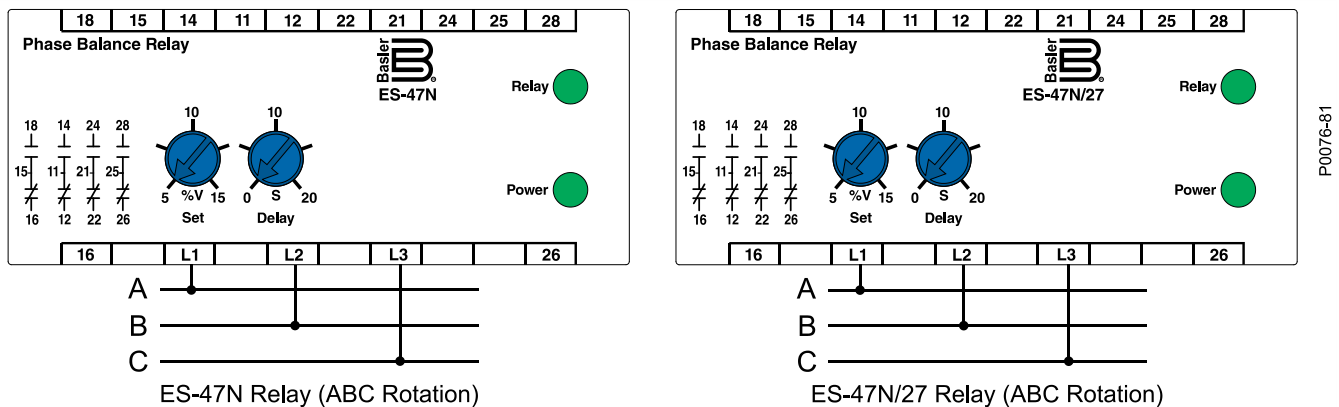 18 15 14 11 12 22 21 24 25 28
Phase Balance Relay
Basler
ES-47N
Relay
10 10
18 14 24 28
15 11 21 25
5 %V 15 0 S 20
Power
16 12 22 26
Set Delay
16 L1 L2 L3 26
A
B
C
ES-47N Relay (ABC Rotation)
18 15 14 11 12 22 21 24 25 28
Phase Balance Relay
Basler
ES-47N/27
Relay
10 10
18 14 24 28
15 11 21 25
5 %V 15 0 S 20
Power
16 12 22 26
Set Delay
16 L1 L2 L3 26
A
B
C
ES-47N/27 Relay (ABC Rotation)
P0076-81